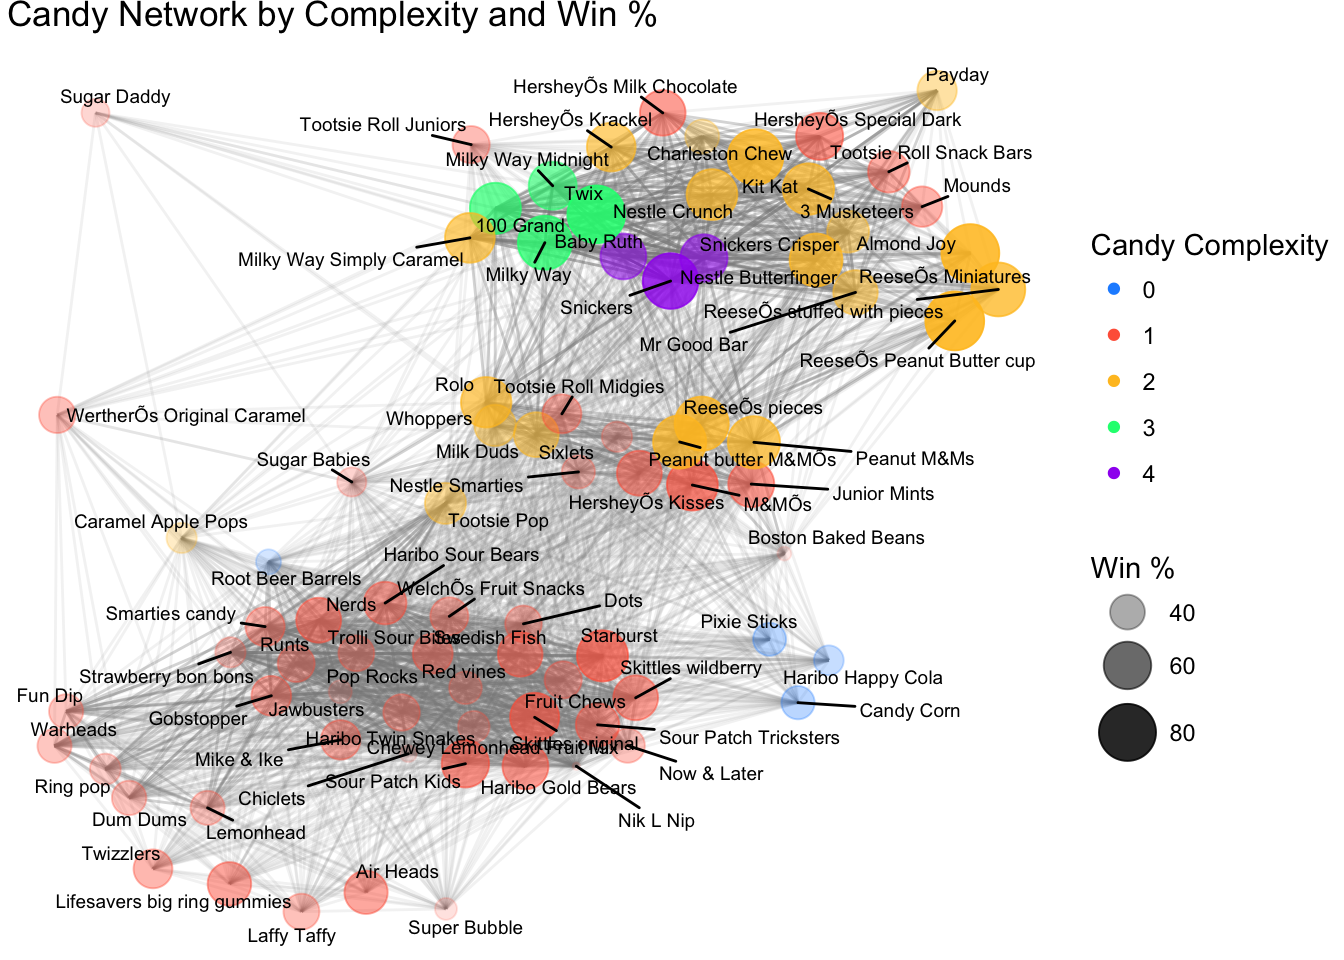 Candy Network by Complexity and Win %
Payday
HersheyÕs Milk Chocolate
Sugar Daddy
HersheyÕs Krackel
HersheyÕs Special Dark
Tootsie Roll Juniors
Charleston Chew
Tootsie Roll Snack Bars
Milky Way Midnight
Kit Kat
Mounds
Twix
Nestle Crunch
3 Musketeers
100 Grand
Baby Ruth
Snickers Crisper
Almond Joy
Milky Way Simply Caramel
Milky Way
Nestle Butterfinger
ReeseÕs Miniatures
Snickers
ReeseÕs stuffed with pieces
Mr Good Bar
ReeseÕs Peanut Butter cup
Rolo
Tootsie Roll Midgies
WertherÕs Original Caramel
Whoppers
ReeseÕs pieces
Milk Duds
Sixlets
Sugar Babies
Peanut butter M&MÕs
Peanut M&Ms
Nestle Smarties
HersheyÕs Kisses
M&MÕs
Junior Mints
Caramel Apple Pops
Tootsie Pop
Boston Baked Beans
Haribo Sour Bears
Root Beer Barrels
WelchÕs Fruit Snacks
Dots
Smarties candy
Nerds
Pixie Sticks
Runts
Trolli Sour Bites
Swedish Fish
Starburst
Strawberry bon bons
Pop Rocks
Red vines
Skittles wildberry
Haribo Happy Cola
Fun Dip
Gobstopper
Jawbusters
Fruit Chews
Candy Corn
Warheads
Haribo Twin Snakes
Chewey Lemonhead Fruit Mix
Skittles original
Sour Patch Tricksters
Mike & Ike
Ring pop
Chiclets
Sour Patch Kids
Haribo Gold Bears
Now & Later
Dum Dums
Lemonhead
Nik L Nip
Twizzlers
Air Heads
Lifesavers big ring gummies
Laffy Taffy
Super Bubble
Candy Complexity
0
1
2
3
4
Win %
40
60
80